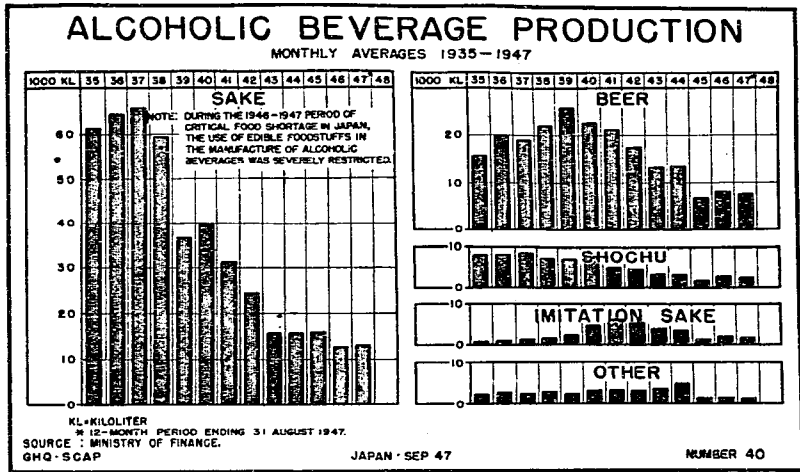 ALCOHOLIC BEVERAGE PRODUCTION
MONTHLY AVERAGES 1935—1947
1000 KL 35 36 37 38 39 40 41 42 43 44 45 46 47* 48
SAKE
NOTE: DURING THE 1946-1947 PERIOD OF
CRITICAL FOOD SHORTAGE IN JAPAN,
THE USE OF EDIBLE FOODSTUFFS IN
THE MANUFACTURE OF ALCOHOLIC
BEVERAGES WAS SEVERELY RESTRICTED.
60
50
40
30
20
10
0
1000 KL 35 36 37 38 39 40 41 42 43 44 45 46 47* 48
BEER
20
10
0
10
SHOCHU
0
10
IMITATION SAKE
0
10
OTHER
0
KL=KILOLITER
* 12-MONTH PERIOD ENDING 31 AUGUST 1947.
SOURCE : MINISTRY OF FINANCE.
GHQ-SCAP
JAPAN-SEP 47
NUMBER 40